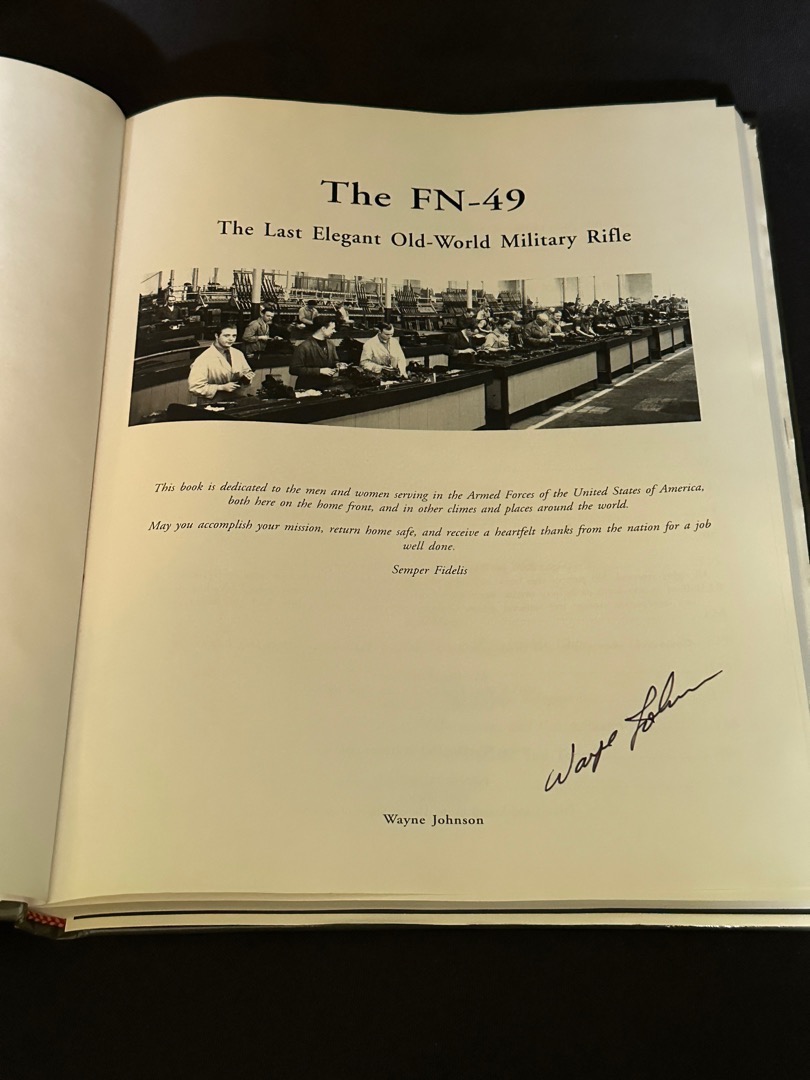 The FN-49
The Last Elegant Old-World Military Rifle
This book is dedicated to the men and women serving in the Armed Forces of the United States of America,
both here on the home front, and in other climes and places around the world.
May you accomplish your mission, return home safe, and receive a heartfelt thanks from the nation for a job
well done.
Semper Fidelis
Wayne Johnson
Wayne Johnson